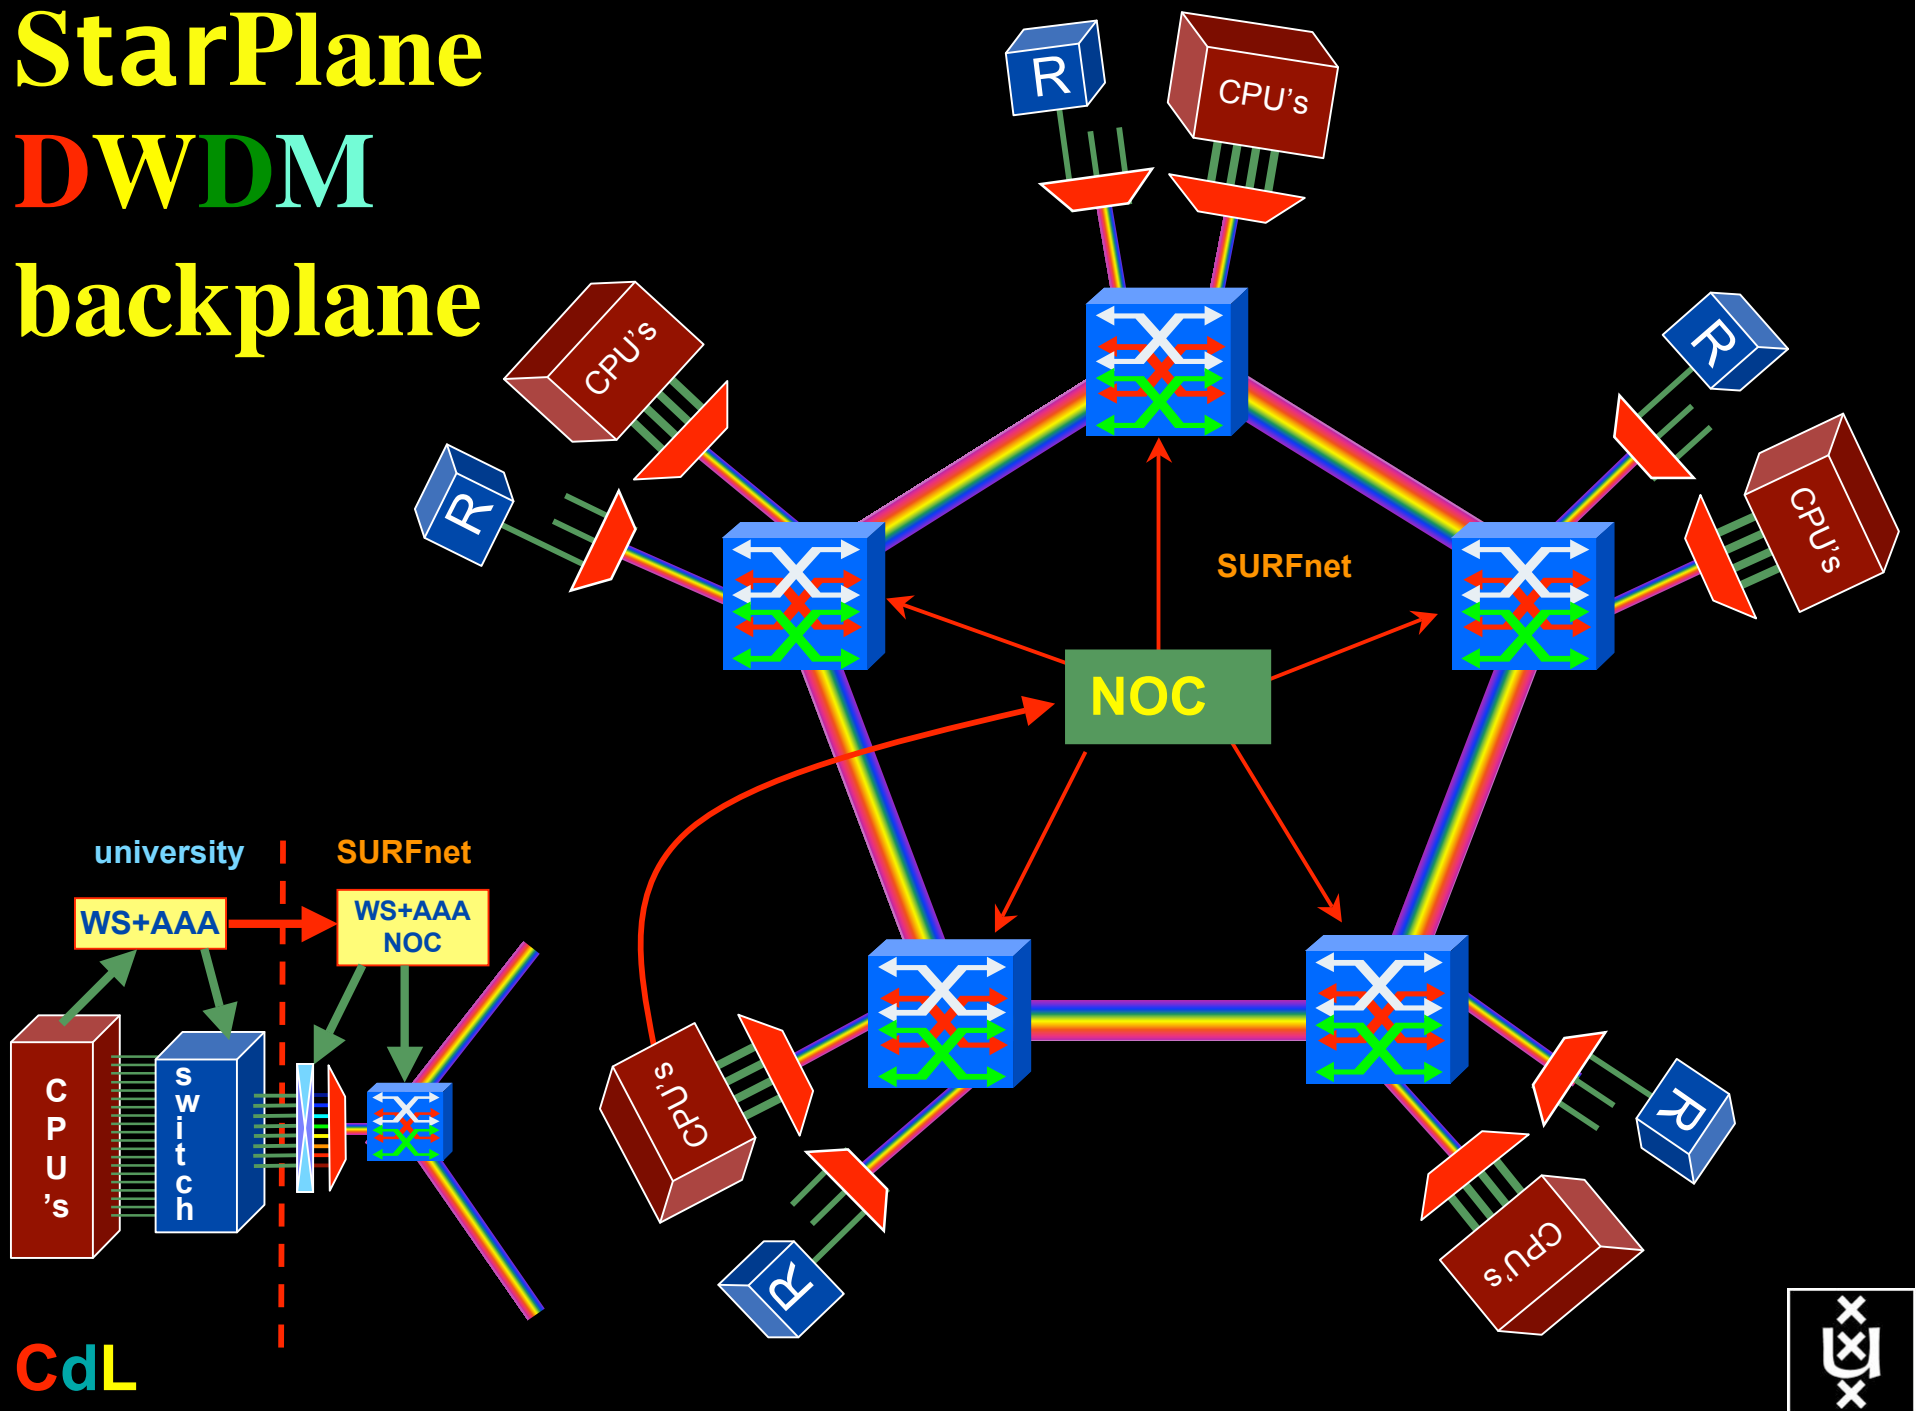 StarPlane
DWDM
backplane
R
CPU's
CPU's
R
R
CPU's
SURFnet
NOC
university
SURFnet
WS+AAA
WS+AAA
NOC
C
P
U
's
s
w
i
t
c
h
CPU's
R
R
CPU's
CdL